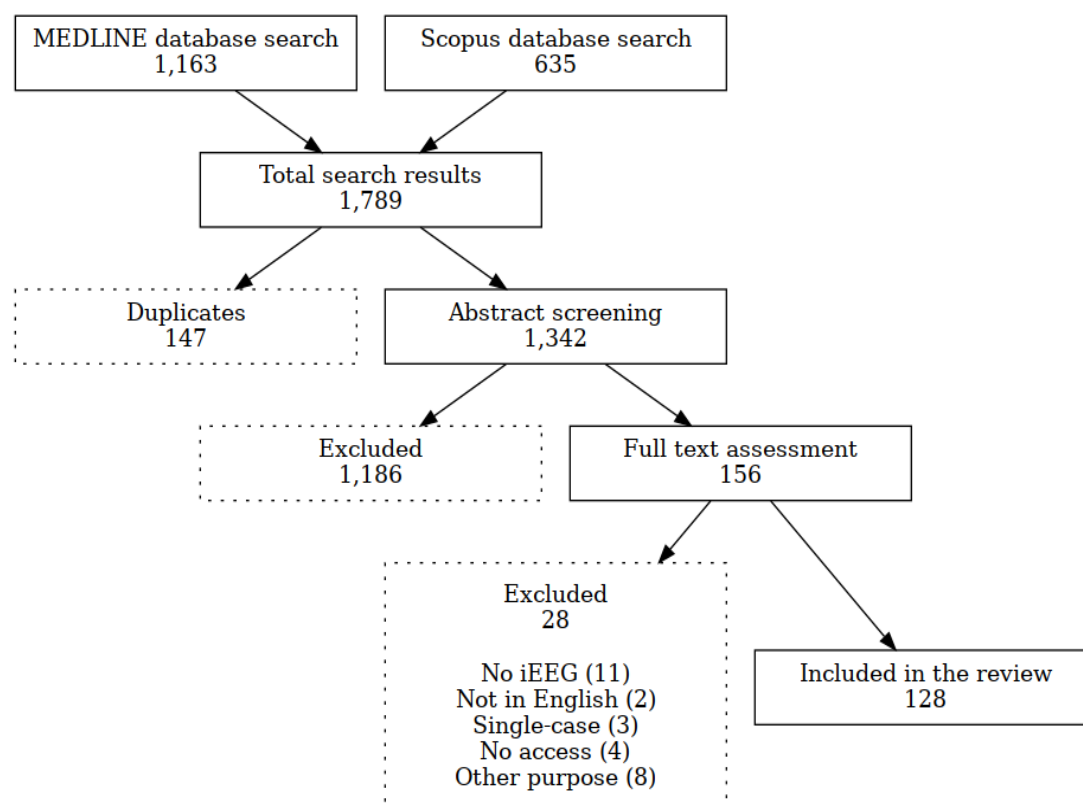 MEDLINE database search
1,163
Scopus database search
635
Total search results
1,789
Duplicates
147
Abstract screening
1,342
Excluded
1,186
Full text assessment
156
Excluded
28
No iEEG (11)
Not in English (2)
Single-case (3)
No access (4)
Other purpose (8)
Included in the review
128